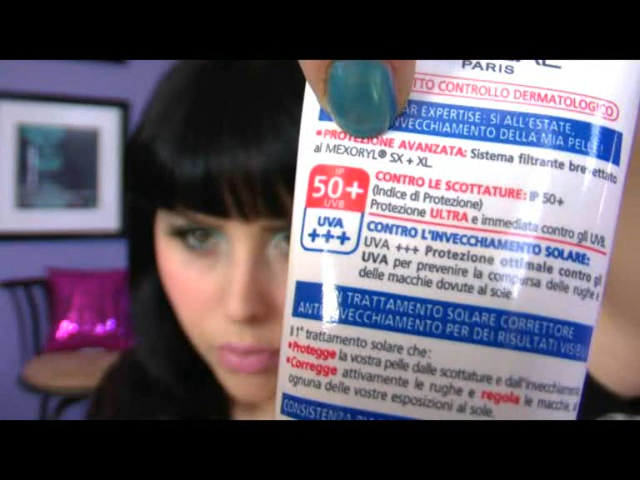 PARIS
CONTROLLO DERMATOLOGICO
EXPERTISE: SI ALL'ESTATE,
INVECCHIAMENTO DELLA MIA PELLE!
•PROTEZIONE AVANZATA: Sistema filtrante brevettato
al MEXORYL® SX + XL
IP
50+
UVB
UVA
+++
CONTRO LE SCOTTATURE: IP 50+
(Indice di Protezione)
Protezione ULTRA e immediata contro gli UVB.
CONTRO L'INVECCHIAMENTO SOLARE:
UVA +++ Protezione ottimale contro gli
UVA per prevenire la comparsa delle rughe e
delle macchie dovute al sole.
UN TRATTAMENTO SOLARE CORRETTORE
ANTI-INVECCHIAMENTO PER DEI RISULTATI VISIBILI
Il 1° trattamento solare che:
•Protegge la vostra pelle dalle scottature e dall'invecchiamento
•Corregge attivamente le rughe e regola le macchie, a
ognuna delle vostre esposizioni al sole.
CONSISTENZA